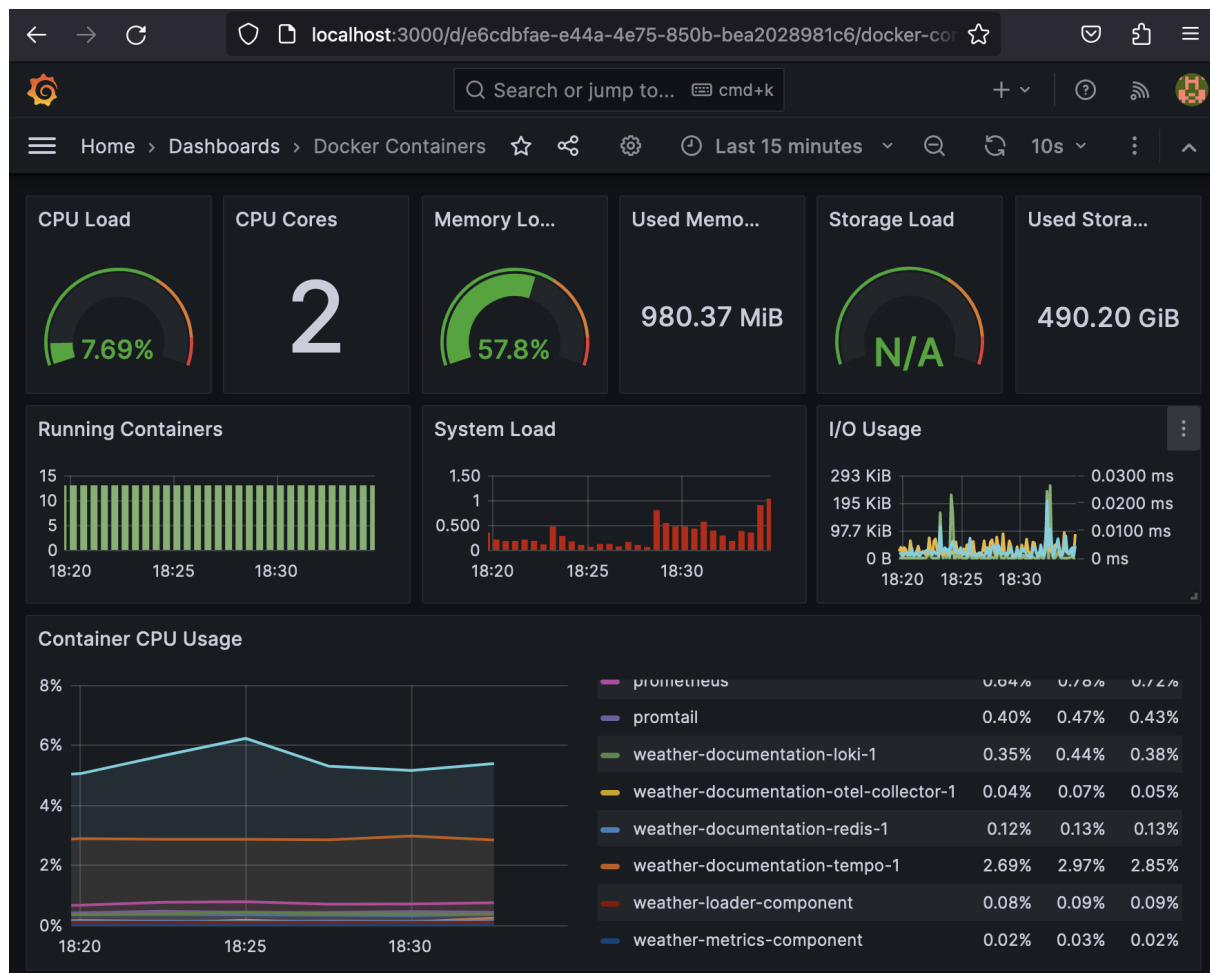 localhost:3000/d/e6cdbfae-e44a-4e75-850b-bea2028981c6/docker-con
Search or jump to... cmd+k
Home › Dashboards › Docker Containers Last 15 minutes 10s
CPU Load
7.69%
CPU Cores
2
Memory Lo...
57.8%
Used Memo...
980.37 MiB
Storage Load
N/A
Used Stora...
490.20 GiB
Running Containers
15
10
5
0
18:20 18:25 18:30
System Load
1.50
1
0.500
0
18:20 18:25 18:30
I/O Usage
293 KiB 0.0300 ms
195 KiB 0.0200 ms
97.7 KiB 0.0100 ms
0 B 0 ms
18:20 18:25 18:30
Container CPU Usage
8%
6%
4%
2%
0%
18:20 18:25 18:30
prometheus 0.64% 0.78% 0.72%
promtail 0.40% 0.47% 0.43%
weather-documentation-loki-1 0.35% 0.44% 0.38%
weather-documentation-otel-collector-1 0.04% 0.07% 0.05%
weather-documentation-redis-1 0.12% 0.13% 0.13%
weather-documentation-tempo-1 2.69% 2.97% 2.85%
weather-loader-component 0.08% 0.09% 0.09%
weather-metrics-component 0.02% 0.03% 0.02%